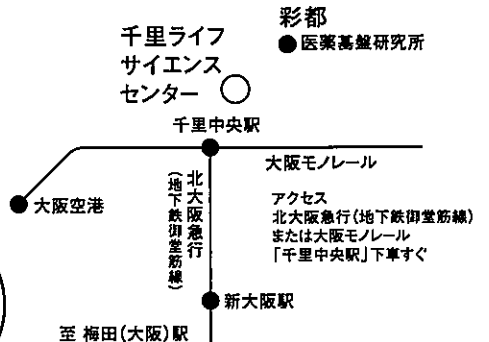 彩都
医薬基盤研究所
千里ライフ
サイエンス
センター
千里中央駅
大阪モノレール
大阪空港
北大阪急行
(地下鉄御堂筋線)
アクセス
北大阪急行(地下鉄御堂筋線)
または大阪モノレール
「千里中央駅」下車すぐ
新大阪駅
至 梅田(大阪)駅